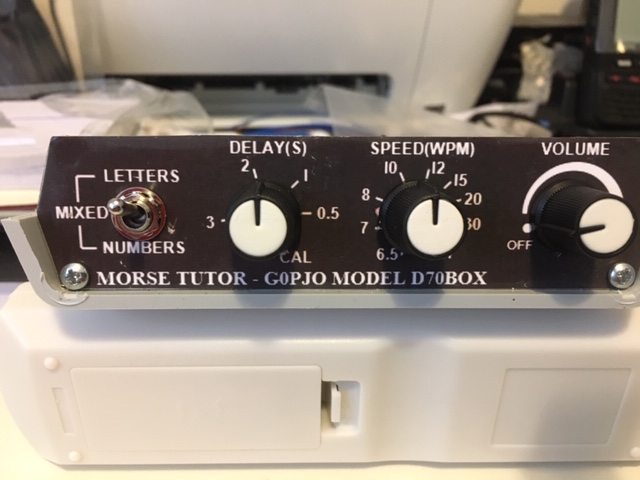 DELAY(S)
SPEED(WPM)
VOLUME
LETTERS
MIXED
NUMBERS
2
1
3
0.5
CAL
10
12
15
8
20
7
30
6.5
OFF
MORSE TUTOR - G0PJO MODEL D70BOX